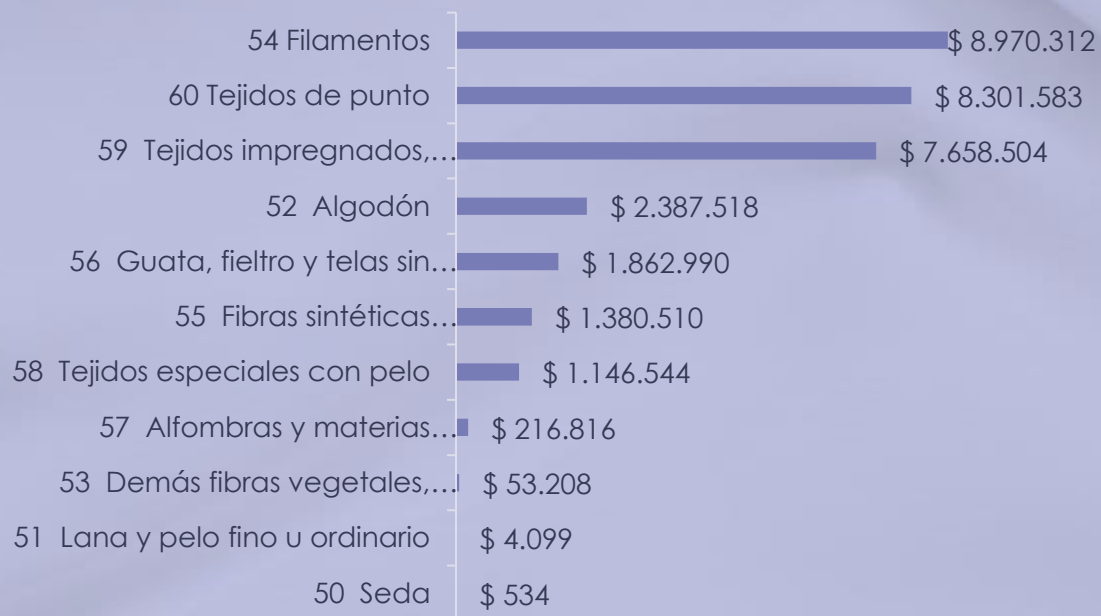 54 Filamentos $ 8.970.312
60 Tejidos de punto $ 8.301.583
59 Tejidos impregnados,... $ 7.658.504
52 Algodón $ 2.387.518
56 Guata, fieltro y telas sin... $ 1.862.990
55 Fibras sintéticas... $ 1.380.510
58 Tejidos especiales con pelo $ 1.146.544
57 Alfombras y materias... $ 216.816
53 Demás fibras vegetales,... $ 53.208
51 Lana y pelo fino u ordinario $ 4.099
50 Seda $ 534